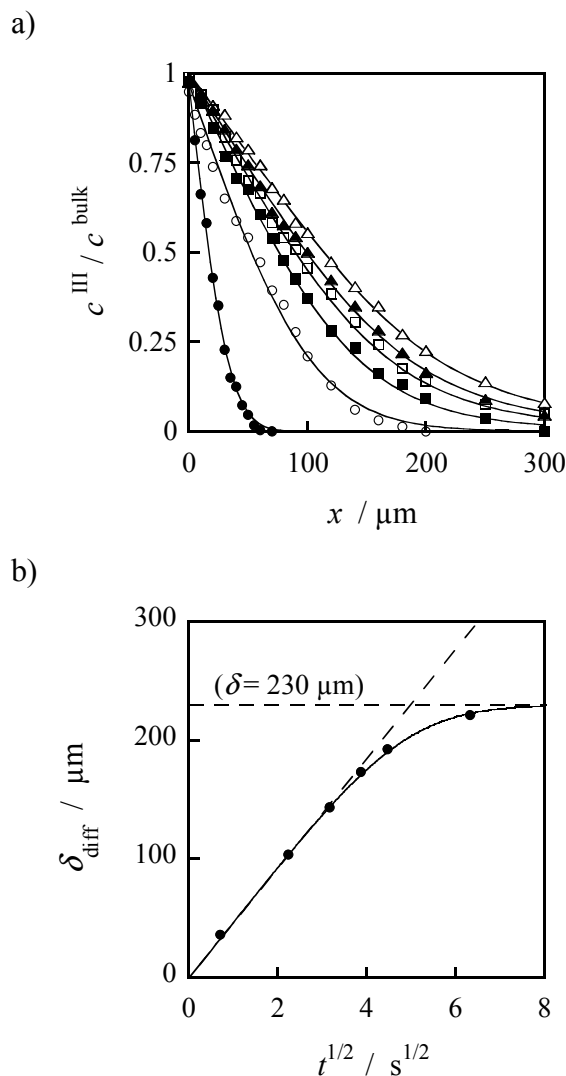 a)
1
0.75
0.5
0.25
0
c^III / c^bulk
0 100 200 300
x / μm
b)
300
200
100
0
δ_diff / μm
(δ= 230 μm)
0 2 4 6 8
t^1/2 / s^1/2